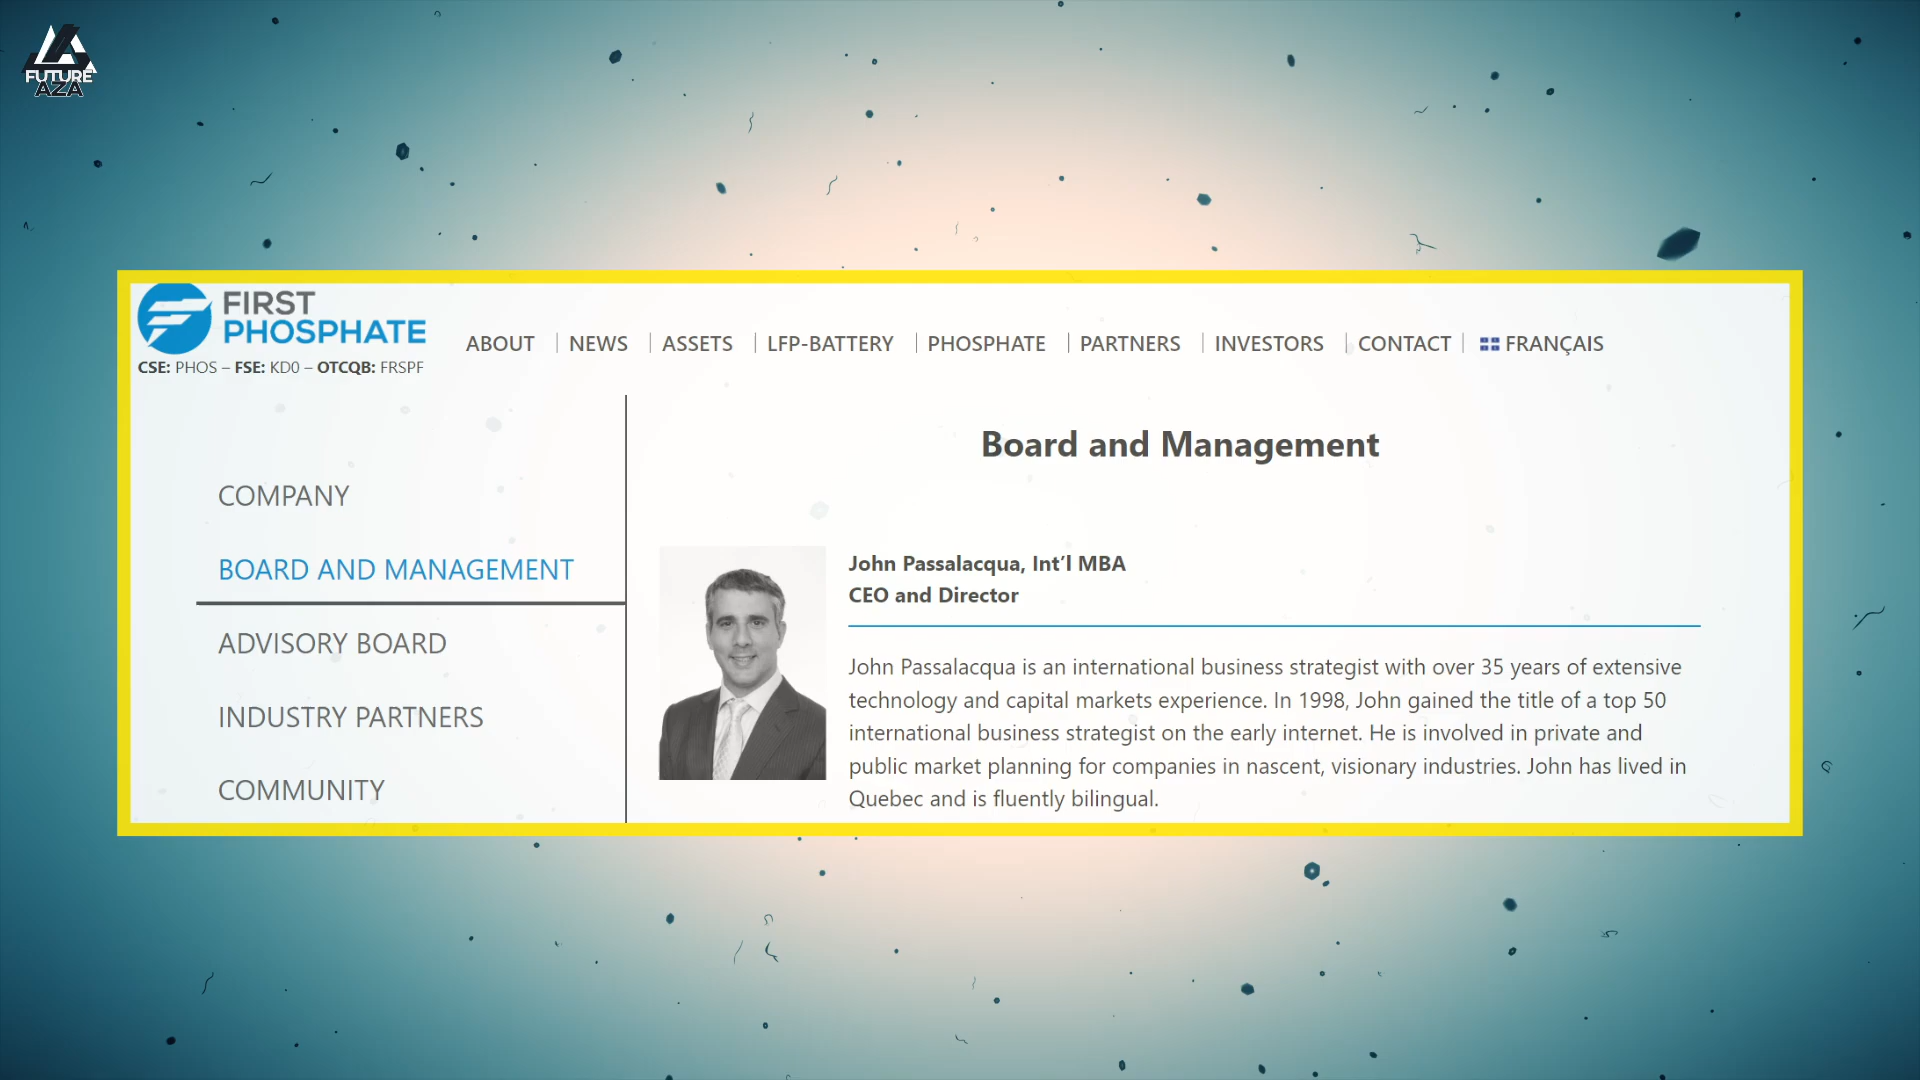 FUTURE
AZA
FIRST
PHOSPHATE
CSE: PHOS – FSE: KD0 – OTCQB: FRSPF
ABOUT | NEWS | ASSETS | LFP-BATTERY | PHOSPHATE | PARTNERS | INVESTORS | CONTACT | FRANÇAIS
COMPANY
BOARD AND MANAGEMENT
ADVISORY BOARD
INDUSTRY PARTNERS
COMMUNITY
Board and Management
John Passalacqua, Int’l MBA
CEO and Director
John Passalacqua is an international business strategist with over 35 years of extensive
technology and capital markets experience. In 1998, John gained the title of a top 50
international business strategist on the early internet. He is involved in private and
public market planning for companies in nascent, visionary industries. John has lived in
Quebec and is fluently bilingual.